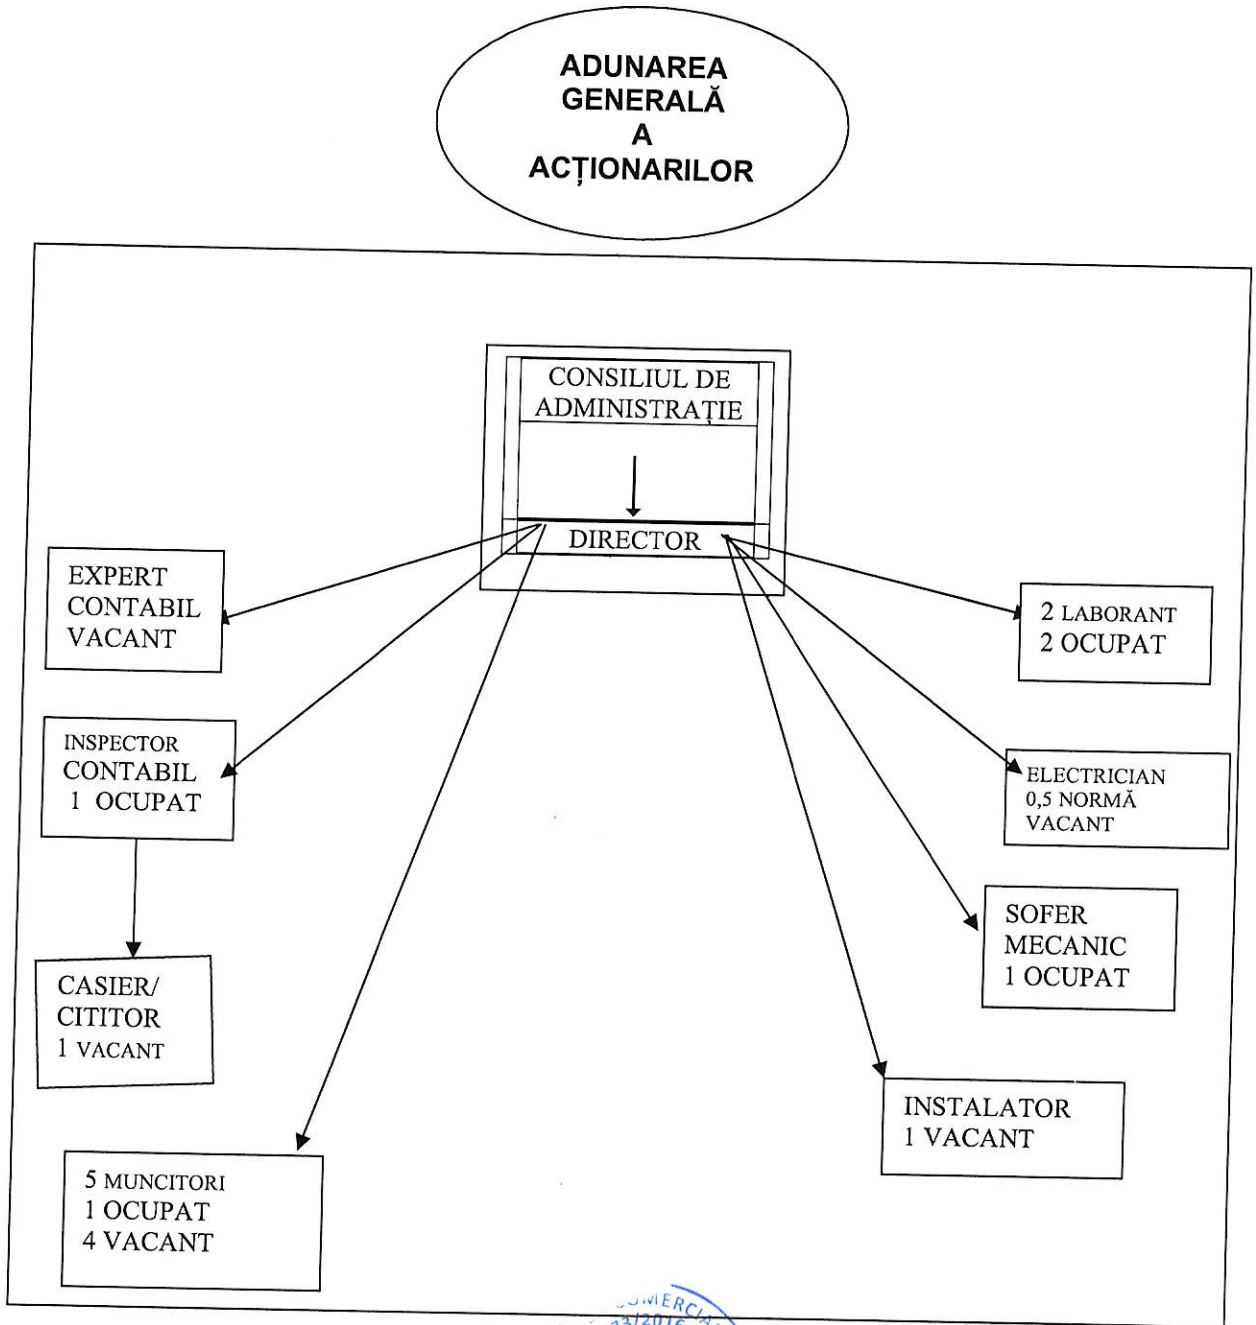 ADUNAREA
GENERALĂ
A
ACȚIONARILOR
CONSILIUL DE
ADMINISTRAȚIE
DIRECTOR
EXPERT
CONTABIL
VACANT
INSPECTOR
CONTABIL
1 OCUPAT
CASIER/
CITITOR
1 VACANT
5 MUNCITORI
1 OCUPAT
4 VACANT
2 LABORANT
2 OCUPAT
ELECTRICIAN
0,5 NORMĂ
VACANT
SOFER
MECANIC
1 OCUPAT
INSTALATOR
1 VACANT